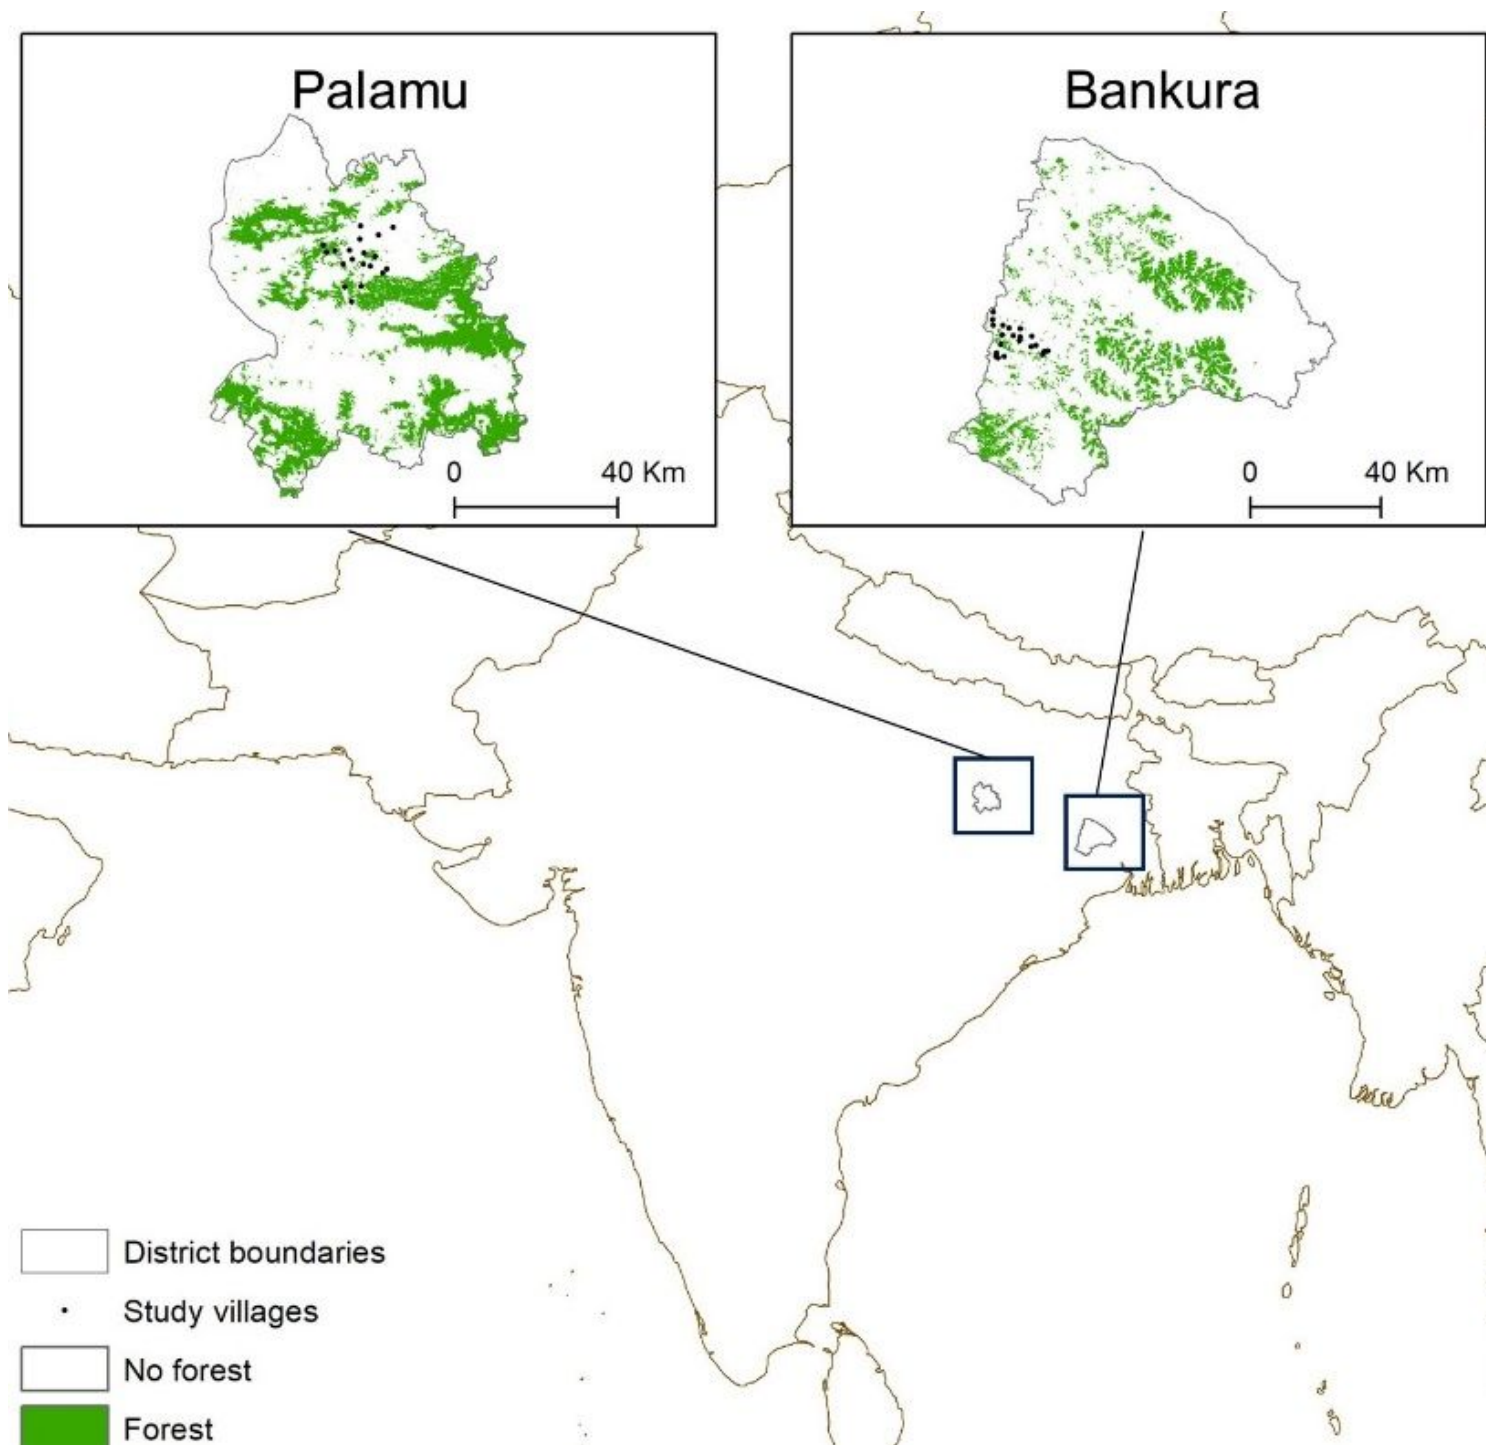 Palamu
0 40 Km
Bankura
0 40 Km
District boundaries
Study villages
No forest
Forest